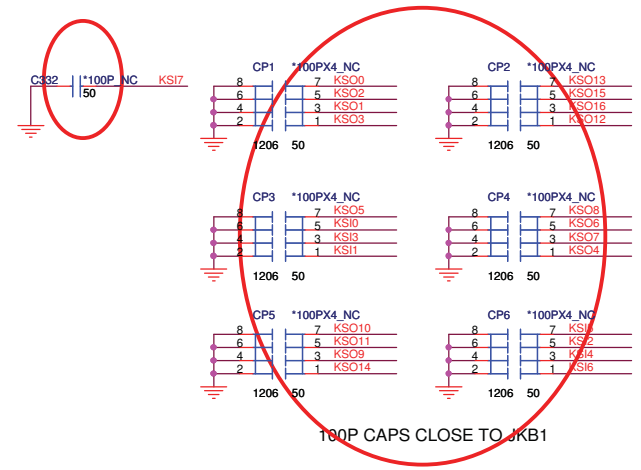 C332 *100P_NC KSI7
50
CP1 *100PX4_NC
8 7 KSO0
6 5 KSO2
4 3 KSO1
2 1 KSO3
1206 50
CP2 *100PX4_NC
8 7 KSO13
6 5 KSO15
4 3 KSO16
2 1 KSO12
1206 50
CP3 *100PX4_NC
8 7 KSO5
6 5 KSI0
4 3 KSI3
2 1 KSI1
1206 50
CP4 *100PX4_NC
8 7 KSO8
6 5 KSO6
4 3 KSO7
2 1 KSO4
1206 50
CP5 *100PX4_NC
8 7 KSO10
6 5 KSO11
4 3 KSO9
2 1 KSO14
1206 50
CP6 *100PX4_NC
8 7
6 5 KSI2
4 3 KSI4
2 1 KSI6
1206 50
100P CAPS CLOSE TO JKB1